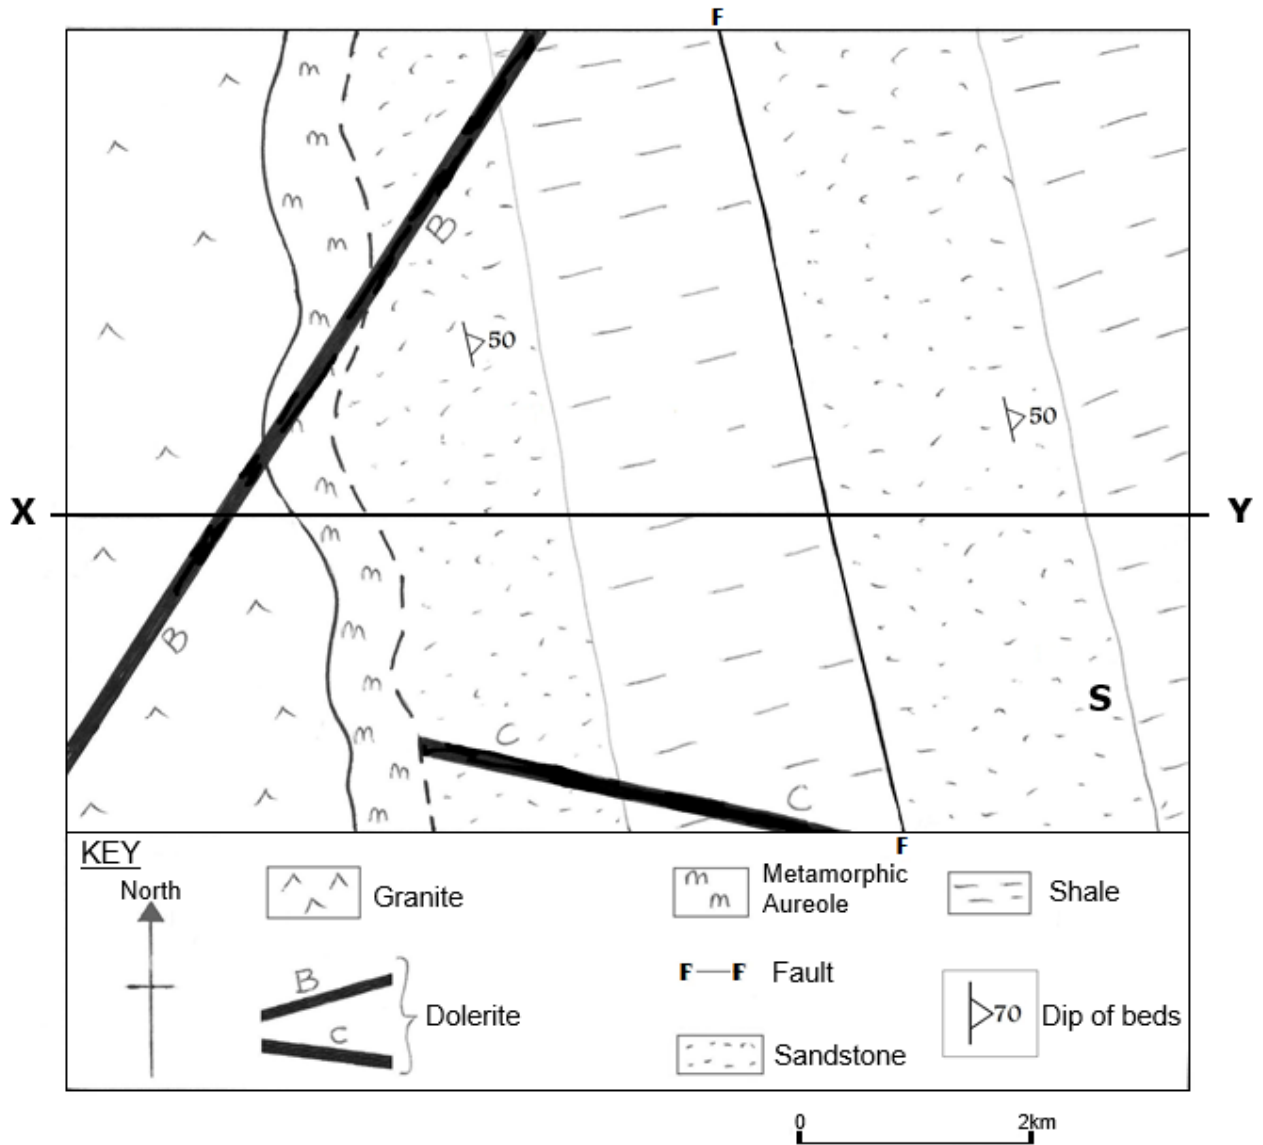 F
B
50
50
X
Y
B
S
C
C
F
KEY
North
Granite
Metamorphic
Aureole
Shale
B
C
Dolerite
F
F
Fault
70
Dip of beds
Sandstone
0
2km